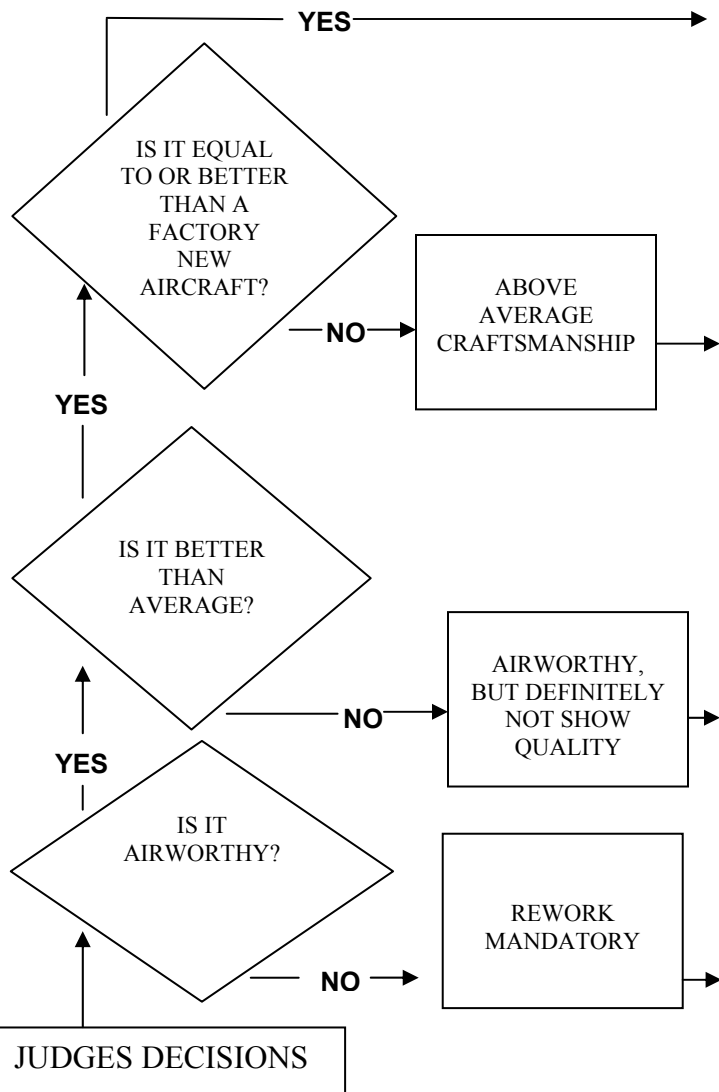 YES
IS IT EQUAL
TO OR BETTER
THAN A
FACTORY
NEW
AIRCRAFT?
NO
ABOVE
AVERAGE
CRAFTSMANSHIP
YES
IS IT BETTER
THAN
AVERAGE?
NO
AIRWORTHY,
BUT DEFINITELY
NOT SHOW
QUALITY
YES
IS IT
AIRWORTHY?
NO
REWORK
MANDATORY
JUDGES DECISIONS